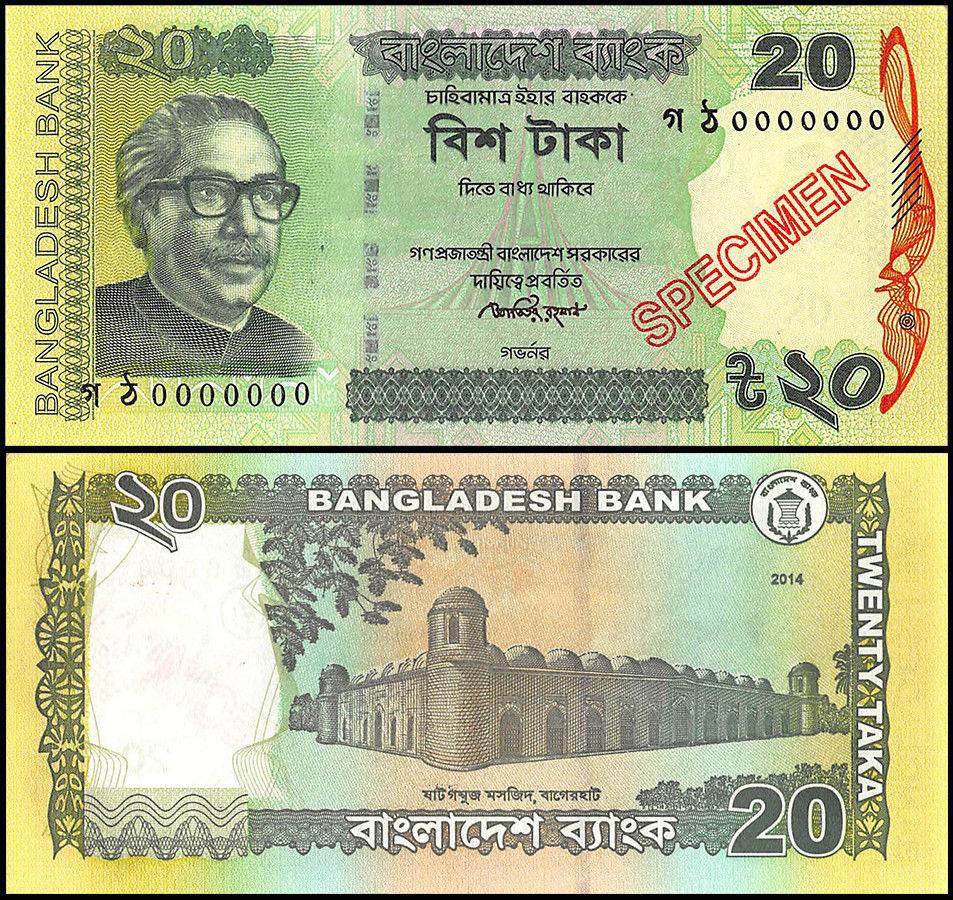 BANGLADESH BANK
২০
বাংলাদেশ ব্যাংক
20
চাহিবামাত্র ইহার বাহককে
গ ঠ 0000000
বিশ টাকা
দিতে বাধ্য থাকিবে
SPECIMEN
গণপ্রজাতন্ত্রী বাংলাদেশ সরকারের
দায়িত্বে প্রবর্তিত
গভর্নর
গ ঠ 0000000
৳২০
২০
BANGLADESH BANK
বাংলাদেশ ব্যাংক
2014
TWENTY TAKA
ষাট গম্বুজ মসজিদ, বাগেরহাট
বাংলাদেশ ব্যাংক
20